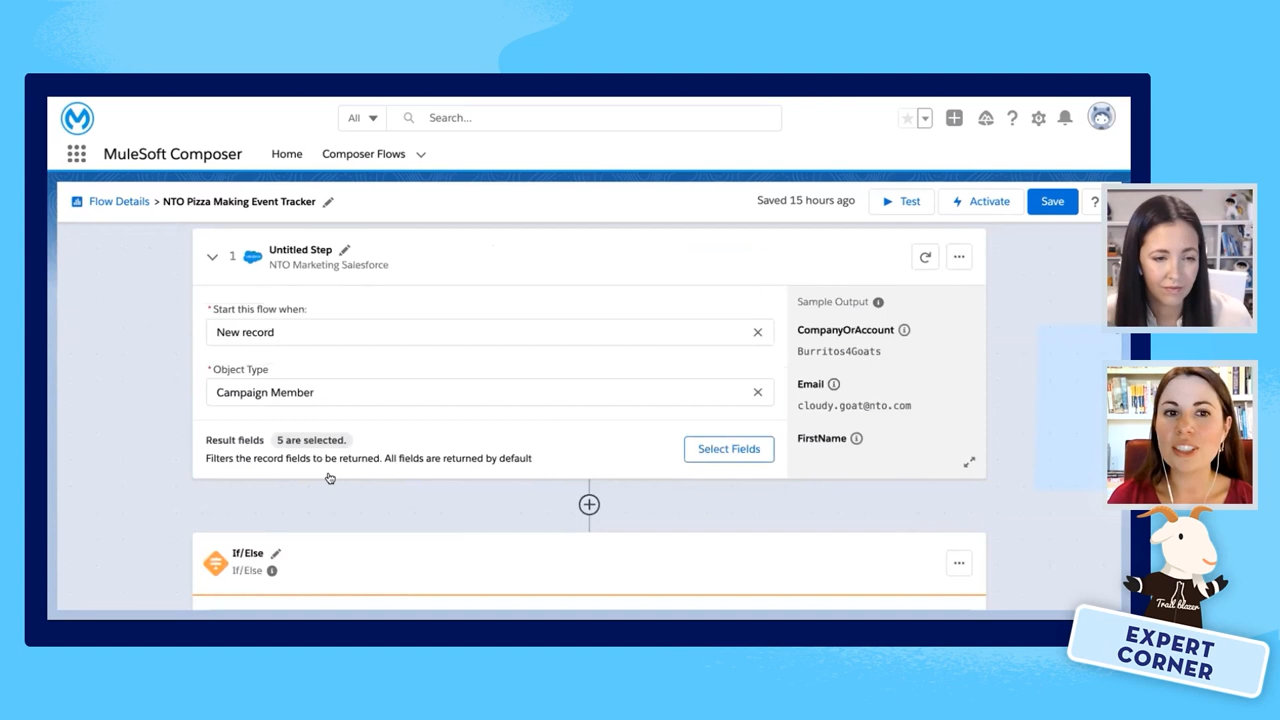 All
Search...
MuleSoft Composer
Home
Composer Flows
Flow Details > NTO Pizza Making Event Tracker
Saved 15 hours ago
Test
Activate
Save
?
1
Untitled Step
NTO Marketing Salesforce
* Start this flow when:
New record
* Object Type
Campaign Member
Result fields 5 are selected.
Filters the record fields to be returned. All fields are returned by default
Select Fields
Sample Output
CompanyOrAccount
Burritos4Goats
Email
cloudy.goat@nto.com
FirstName
If/Else
If/Else
Trailblazer
EXPERT
CORNER